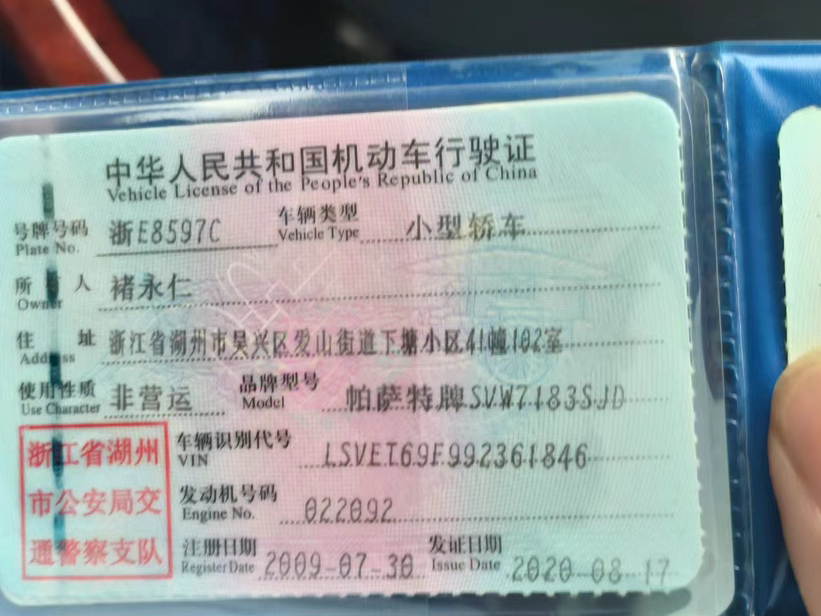 中华人民共和国机动车行驶证
Vehicle License of the People's Republic of China
号牌号码 浙E8597C 车辆类型 小型轿车
Plate No. Vehicle Type
所有人 褚永仁
Owner
住址 浙江省湖州市吴兴区爱山街道下塘小区41幢102室
Address
使用性质 非营运 品牌型号 帕萨特牌SVW7183SJD
Use Character Model
浙江省湖州
市公安局交
通警察支队
车辆识别代号 LSVET69F992361846
VIN
发动机号码 022092
Engine No.
注册日期 2009-07-30 发证日期 2020-08-17
Register Date Issue Date